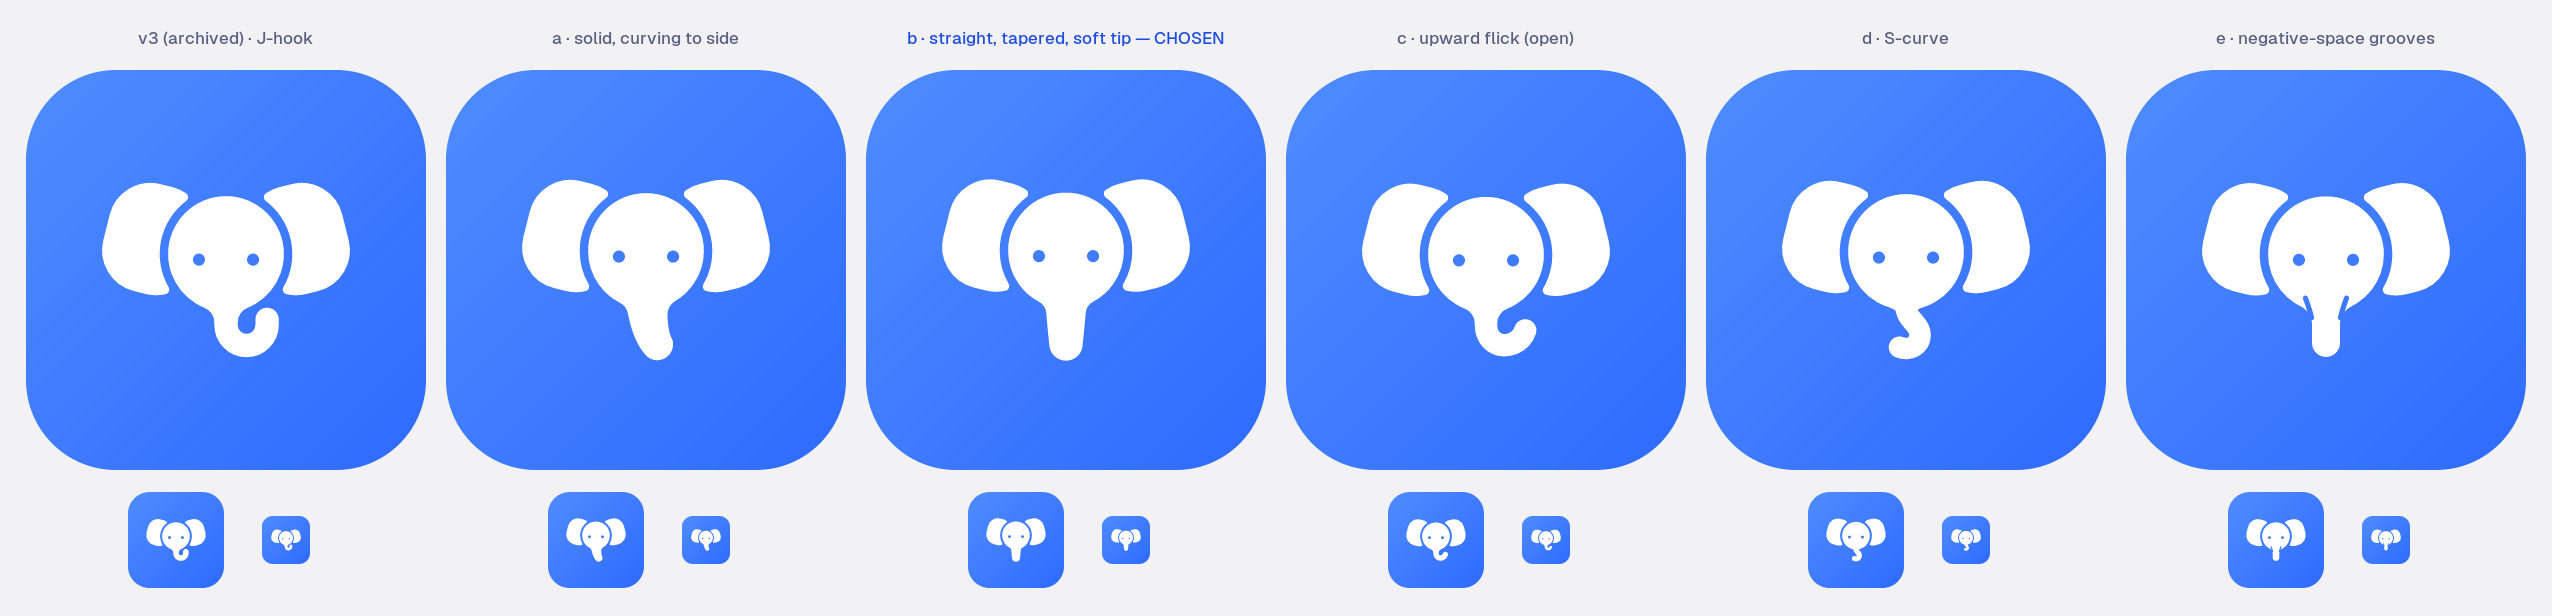 v3 (archived) · J-hook
a · solid, curving to side
b · straight, tapered, soft tip — CHOSEN
c · upward flick (open)
d · S-curve
e · negative-space grooves